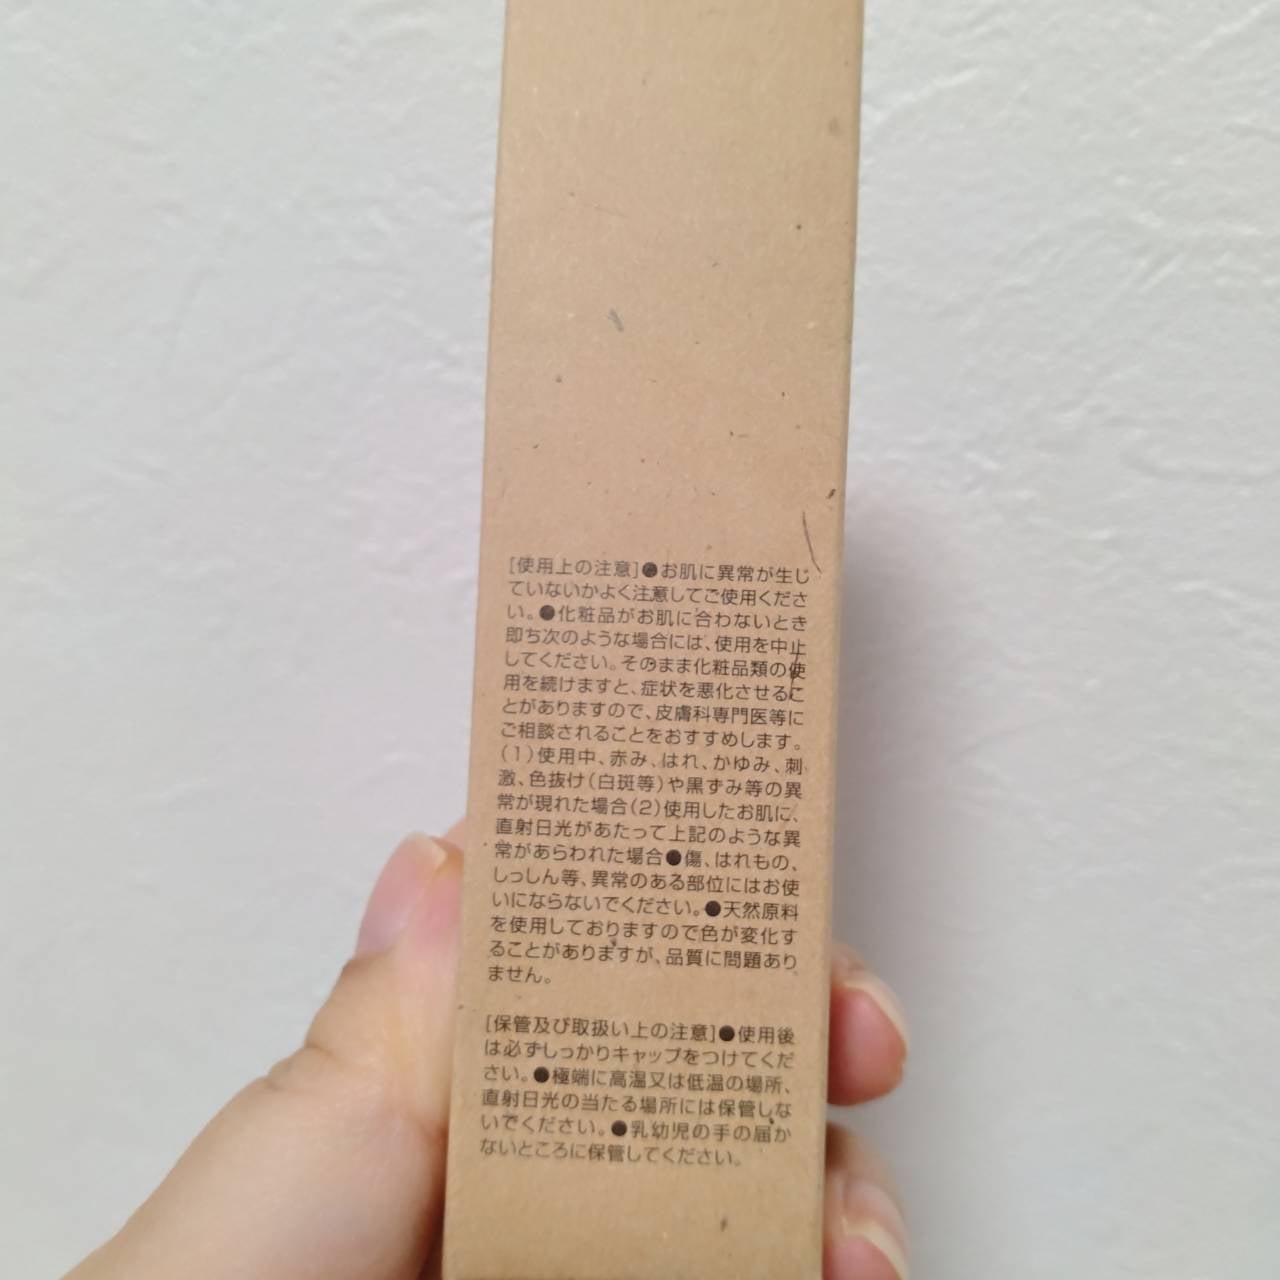 [使用上の注意]●お肌に異常が生じ
ていないかよく注意してご使用くださ
い。●化粧品がお肌に合わないとき
即ち次のような場合には、使用を中止
してください。そのまま化粧品類の使
用を続けますと、症状を悪化させるこ
とがありますので、皮膚科専門医等に
ご相談されることをおすすめします。
(1)使用中、赤み、はれ、かゆみ、刺
激、色抜け(白斑等)や黒ずみ等の異
常が現れた場合(2)使用したお肌に、
直射日光があたって上記のような異
常があらわれた場合●傷、はれもの、
しっしん等、異常のある部位にはお使
いにならないでください。●天然原料
を使用しておりますので色が変化す
ることがありますが、品質に問題あり
ません。
[保管及び取扱い上の注意]●使用後
は必ずしっかりキャップをつけてくだ
さい。●極端に高温又は低温の場所、
直射日光の当たる場所には保管しな
いでください。●乳幼児の手の届か
ないところに保管してください。